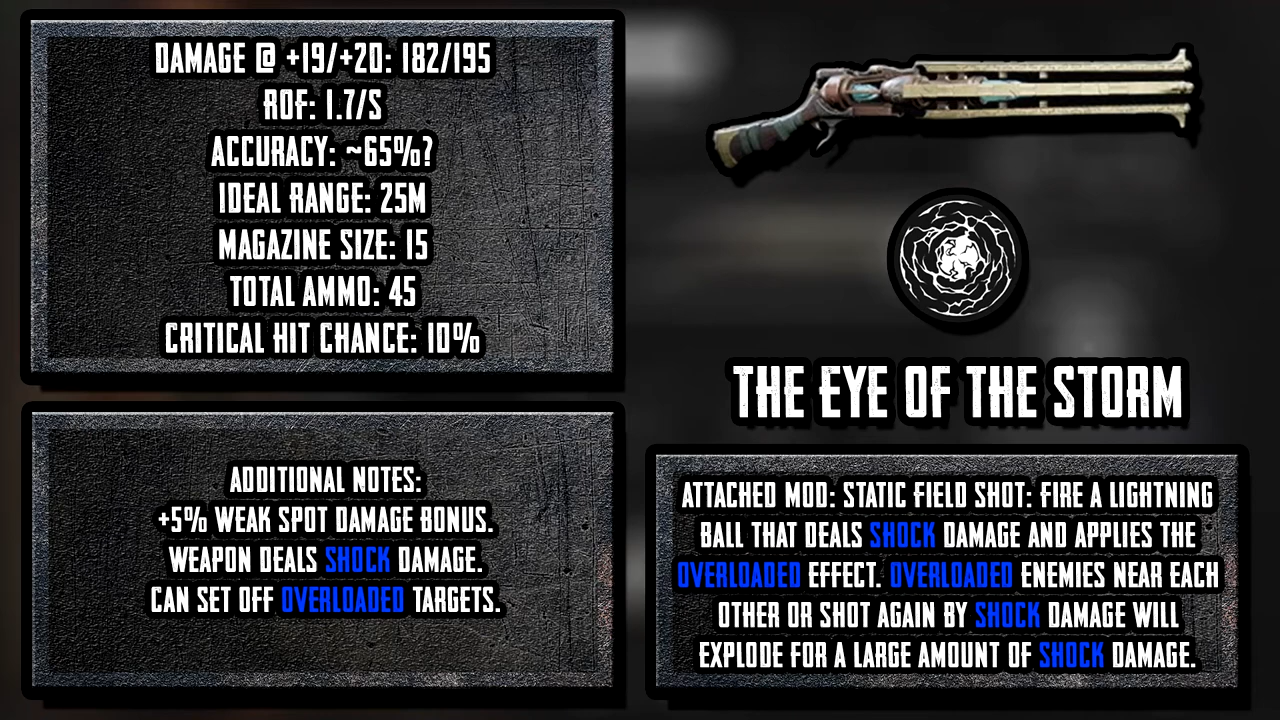 DAMAGE @ +19/+20: 182/195
ROF: 1.7/S
ACCURACY: ~65%?
IDEAL RANGE: 25M
MAGAZINE SIZE: 15
TOTAL AMMO: 45
CRITICAL HIT CHANCE: 10%
ADDITIONAL NOTES:
+5% WEAK SPOT DAMAGE BONUS.
WEAPON DEALS SHOCK DAMAGE.
CAN SET OFF OVERLOADED TARGETS.
THE EYE OF THE STORM
ATTACHED MOD: STATIC FIELD SHOT: FIRE A LIGHTNING
BALL THAT DEALS SHOCK DAMAGE AND APPLIES THE
OVERLOADED EFFECT. OVERLOADED ENEMIES NEAR EACH
OTHER OR SHOT AGAIN BY SHOCK DAMAGE WILL
EXPLODE FOR A LARGE AMOUNT OF SHOCK DAMAGE.